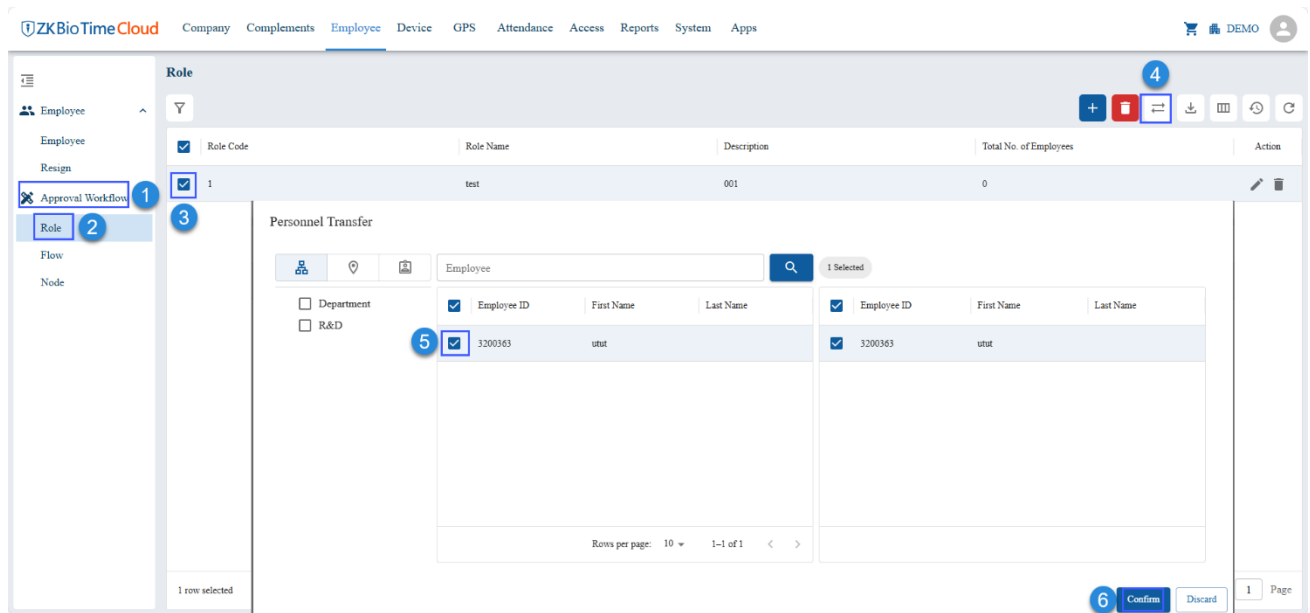 ZKBioTime Cloud Company Complements Employee Device GPS Attendance Access Reports System Apps DEMO
Role
4
Employee
Employee
Resign
Approval Workflow 1
Role 2
Flow
Node
Role Code Role Name Description Total No. of Employees Action
1 test 001 0
3
Personnel Transfer
Employee 1 Selected
Department
R&D
Employee ID First Name Last Name Employee ID First Name Last Name
5 3200363 utut 3200363 utut
Rows per page: 10 1–1 of 1
1 row selected
6 Confirm Discard
1 Page